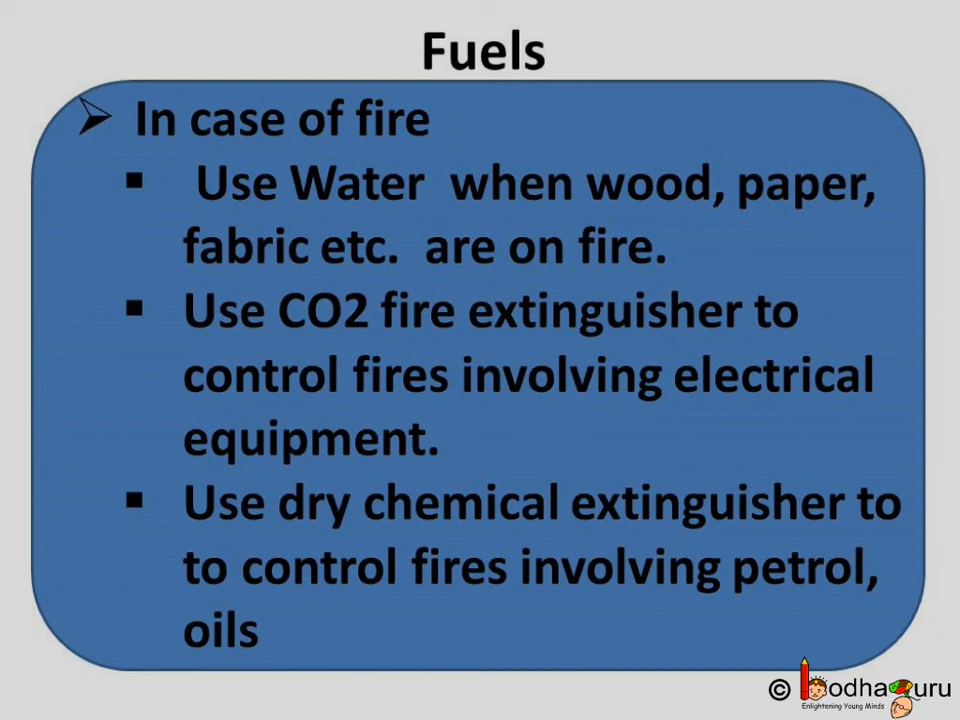 Fuels
➢ In case of fire
▪ Use Water when wood, paper,
fabric etc. are on fire.
▪ Use CO2 fire extinguisher to
control fires involving electrical
equipment.
▪ Use dry chemical extinguisher to
to control fires involving petrol,
oils
© bodhaguru
Enlightening Young Minds